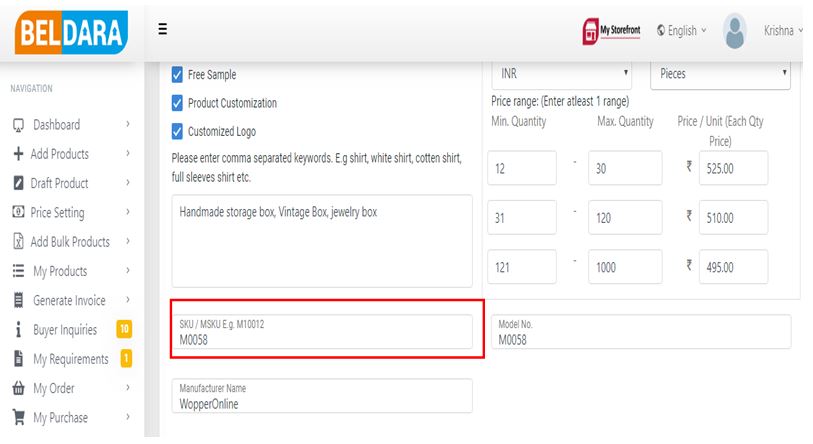 BELDARA
My Storefront
English
Krishna
NAVIGATION
Dashboard
Add Products
Draft Product
Price Setting
Add Bulk Products
My Products
Generate Invoice
Buyer Inquiries 10
My Requirements 1
My Order
My Purchase
Free Sample
Product Customization
Customized Logo
Please enter comma separated keywords. E.g shirt, white shirt, cotten shirt,
full sleeves shirt etc.
Handmade storage box, Vintage Box, jewelry box
SKU / MSKU E.g. M10012
M0058
Manufacturer Name
WopperOnline
INR
Pieces
Price range: (Enter atleast 1 range)
Min. Quantity Max. Quantity Price / Unit (Each Qty
Price)
12 - 30 ₹ 525.00
31 - 120 ₹ 510.00
121 - 1000 ₹ 495.00
Model No.
M0058